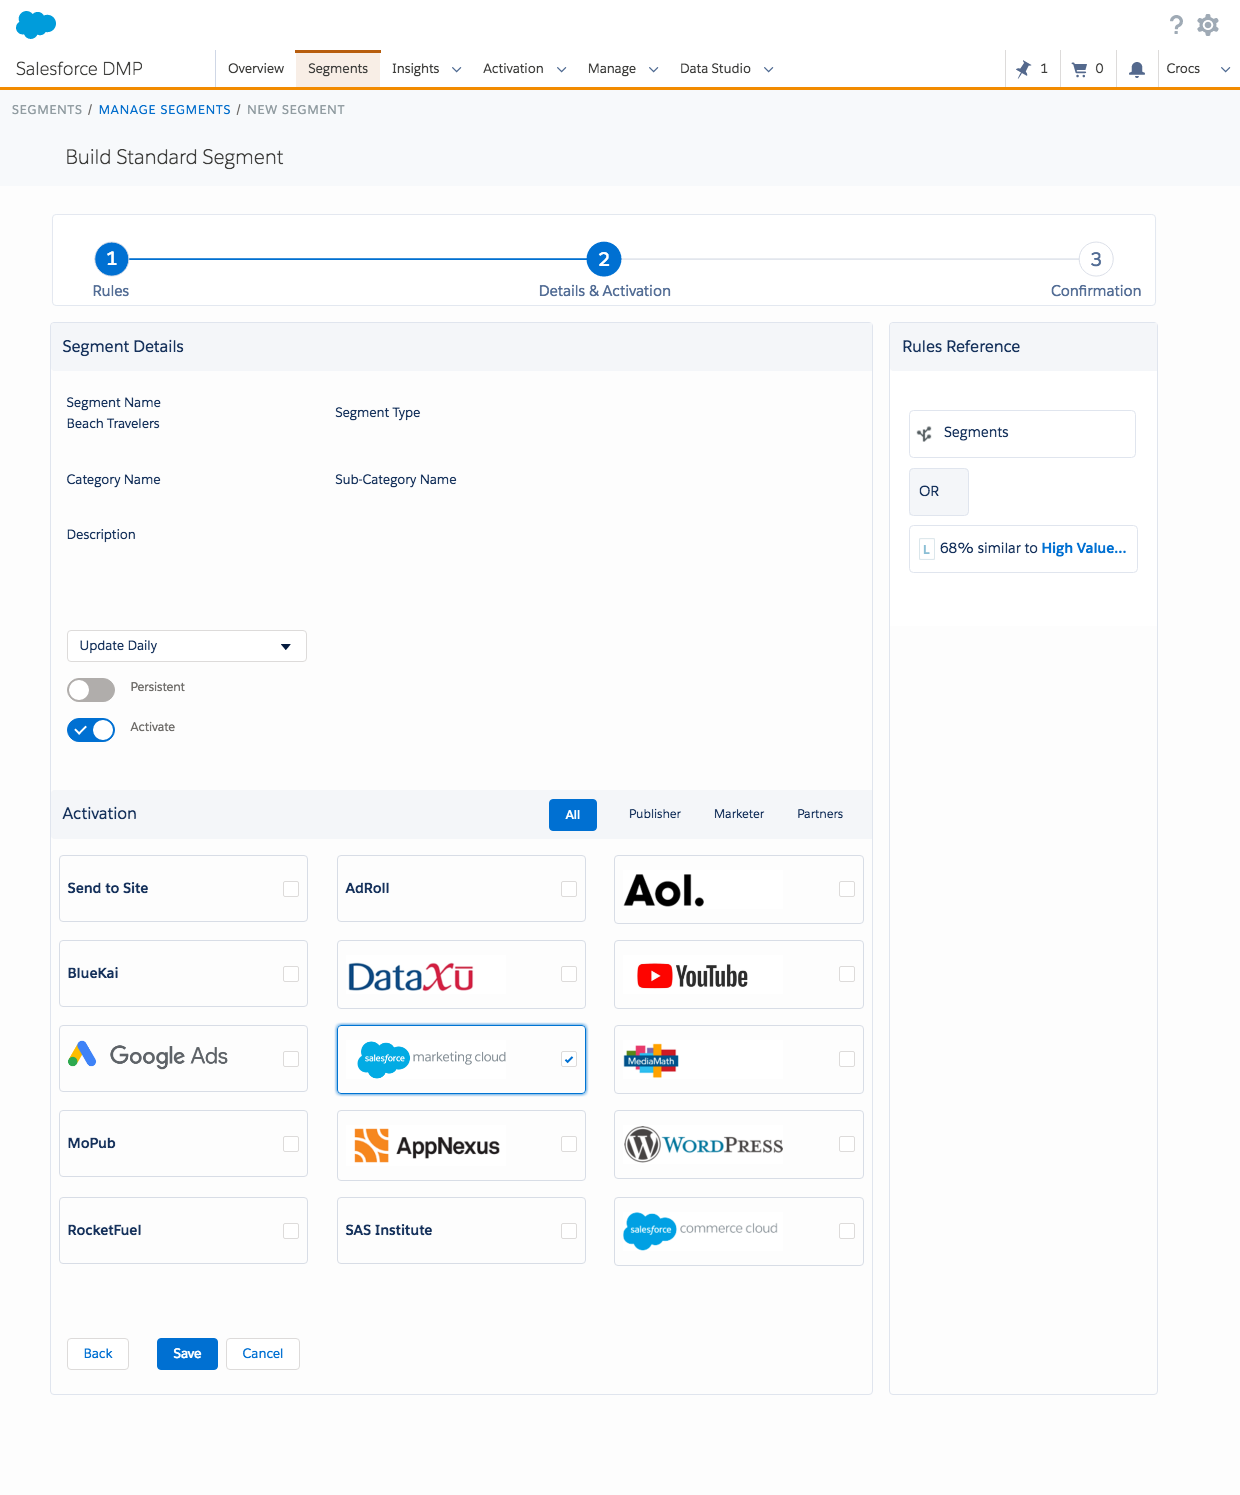 Salesforce DMP
Overview
Segments
Insights
Activation
Manage
Data Studio
1
0
Crocs
SEGMENTS / MANAGE SEGMENTS / NEW SEGMENT
Build Standard Segment
1
2
3
Rules
Details & Activation
Confirmation
Segment Details
Segment Name
Beach Travelers
Segment Type
Category Name
Sub-Category Name
Description
Update Daily
Persistent
Activate
Rules Reference
Segments
OR
L 68% similar to High Value...
Activation
All
Publisher
Marketer
Partners
Send to Site
AdRoll
Aol.
BlueKai
DataXū
YouTube
Google Ads
salesforce marketing cloud
MediaMath
MoPub
AppNexus
WORDPRESS
RocketFuel
SAS Institute
salesforce commerce cloud
Back
Save
Cancel